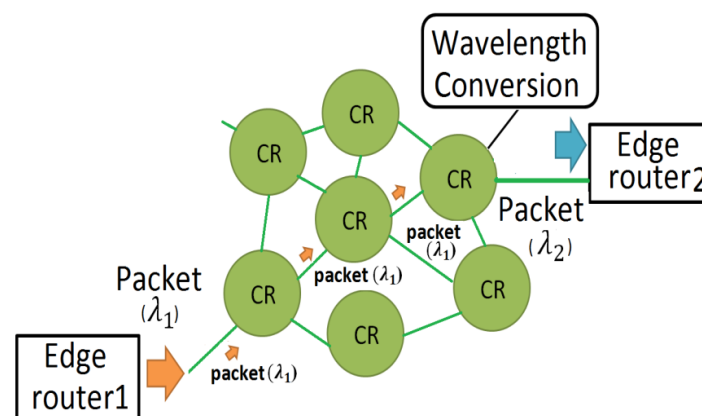 Wavelength
Conversion
CR
CR
CR
CR
CR
CR
CR
Edge
router2
Packet
(λ₂)
packet
(λ₁)
packet (λ₁)
Packet
(λ₁)
packet (λ₁)
Edge
router1